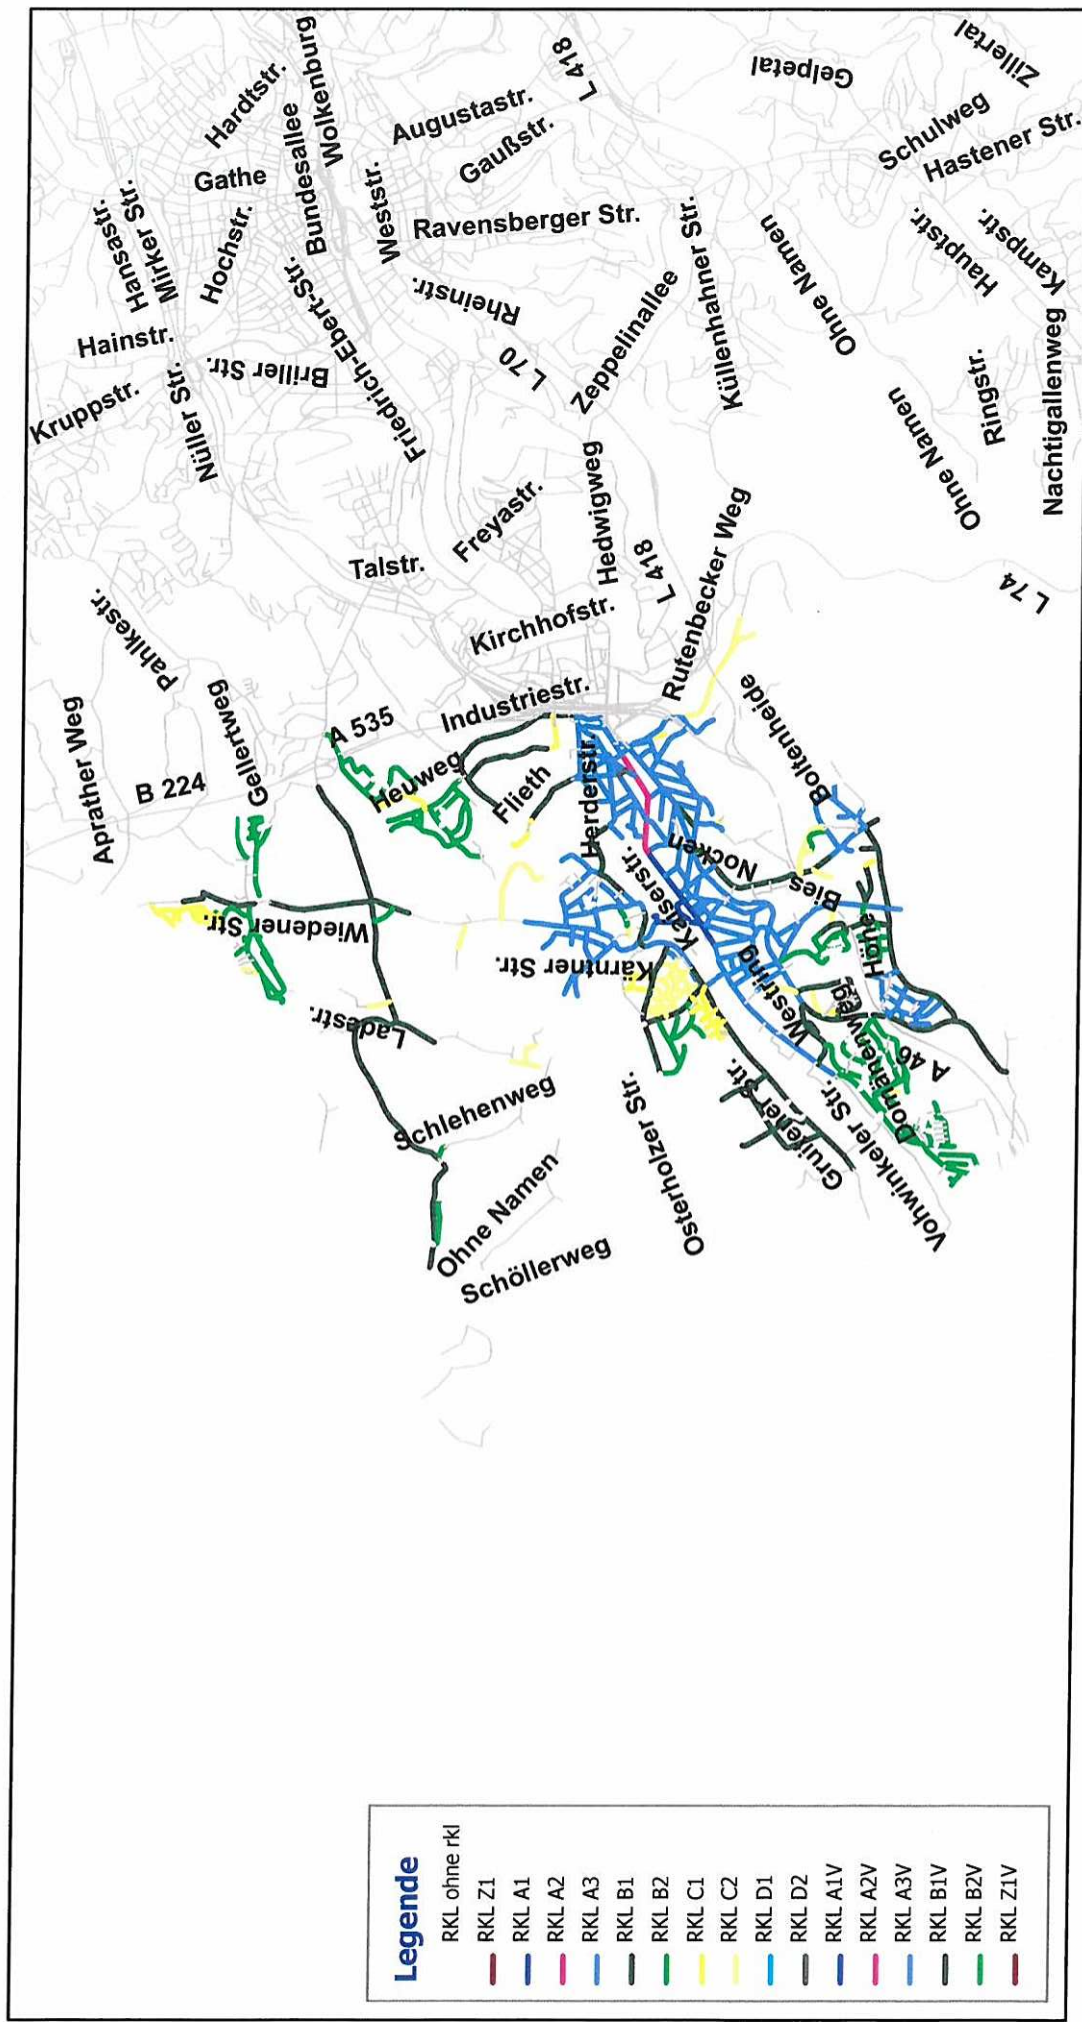 Kruppstr.
Hainstr.
Hansastr.
Mirker Str.
Nüller Str.
Briller Str.
Hochstr.
Gathe
Hardtstr.
Bundesallee
Wolkenburg
Friedrich-Ebert-Str.
Weststr.
Augustastr.
Gaußstr.
L 418
Ravensberger Str.
Rheinstr.
L 70
Zeppelinallee
Küllenhahner Str.
Gelpetal
Zillertal
Schulweg
Hastener Str.
Hauptstr.
Kampstr.
Ohne Namen
Ohne Namen
Ringstr.
Nachtigallenweg
L 74
Aprather Weg
Pahlkestr.
B 224
Gellertweg
A 535
Talstr.
Freyastr.
Hedwigweg
L 418
Kirchhofstr.
Rutenbecker Weg
Industriestr.
Heuweg
Flieth
Herderstr.
Boltenheide
Wiedener Str.
Kaiserstr.
Nocken
Bies
Kärntner Str.
Westring
Höhe
Ladestr.
Domänenweg
A 46
Schlehenweg
Osterholzer Str.
Gruitener Str.
Vohwinkeler Str.
Ohne Namen
Schöllerweg
Legende
RKL ohne rkl
RKL Z1
RKL A1
RKL A2
RKL A3
RKL B1
RKL B2
RKL C1
RKL C2
RKL D1
RKL D2
RKL A1V
RKL A2V
RKL A3V
RKL B1V
RKL B2V
RKL Z1V